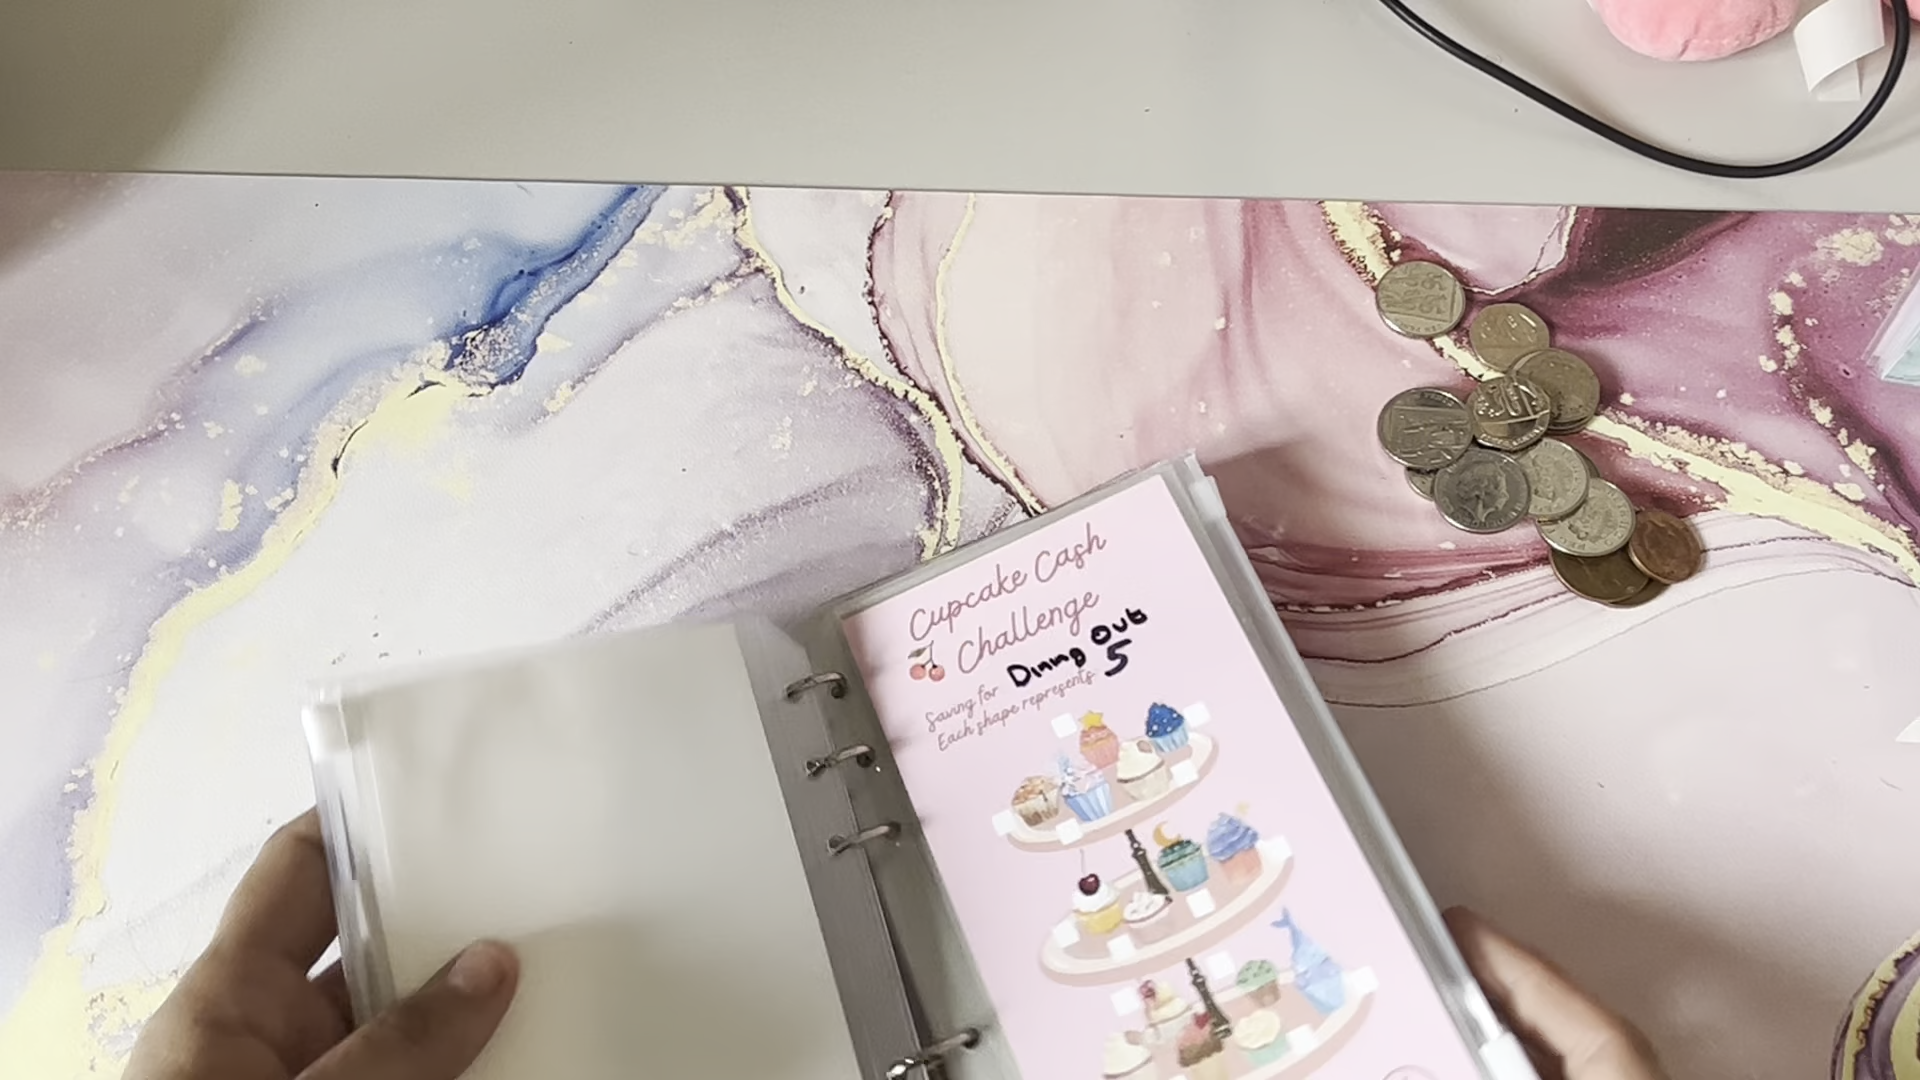 Cupcake Cash
Challenge
Saving for Dining Out
Each shape represents 5